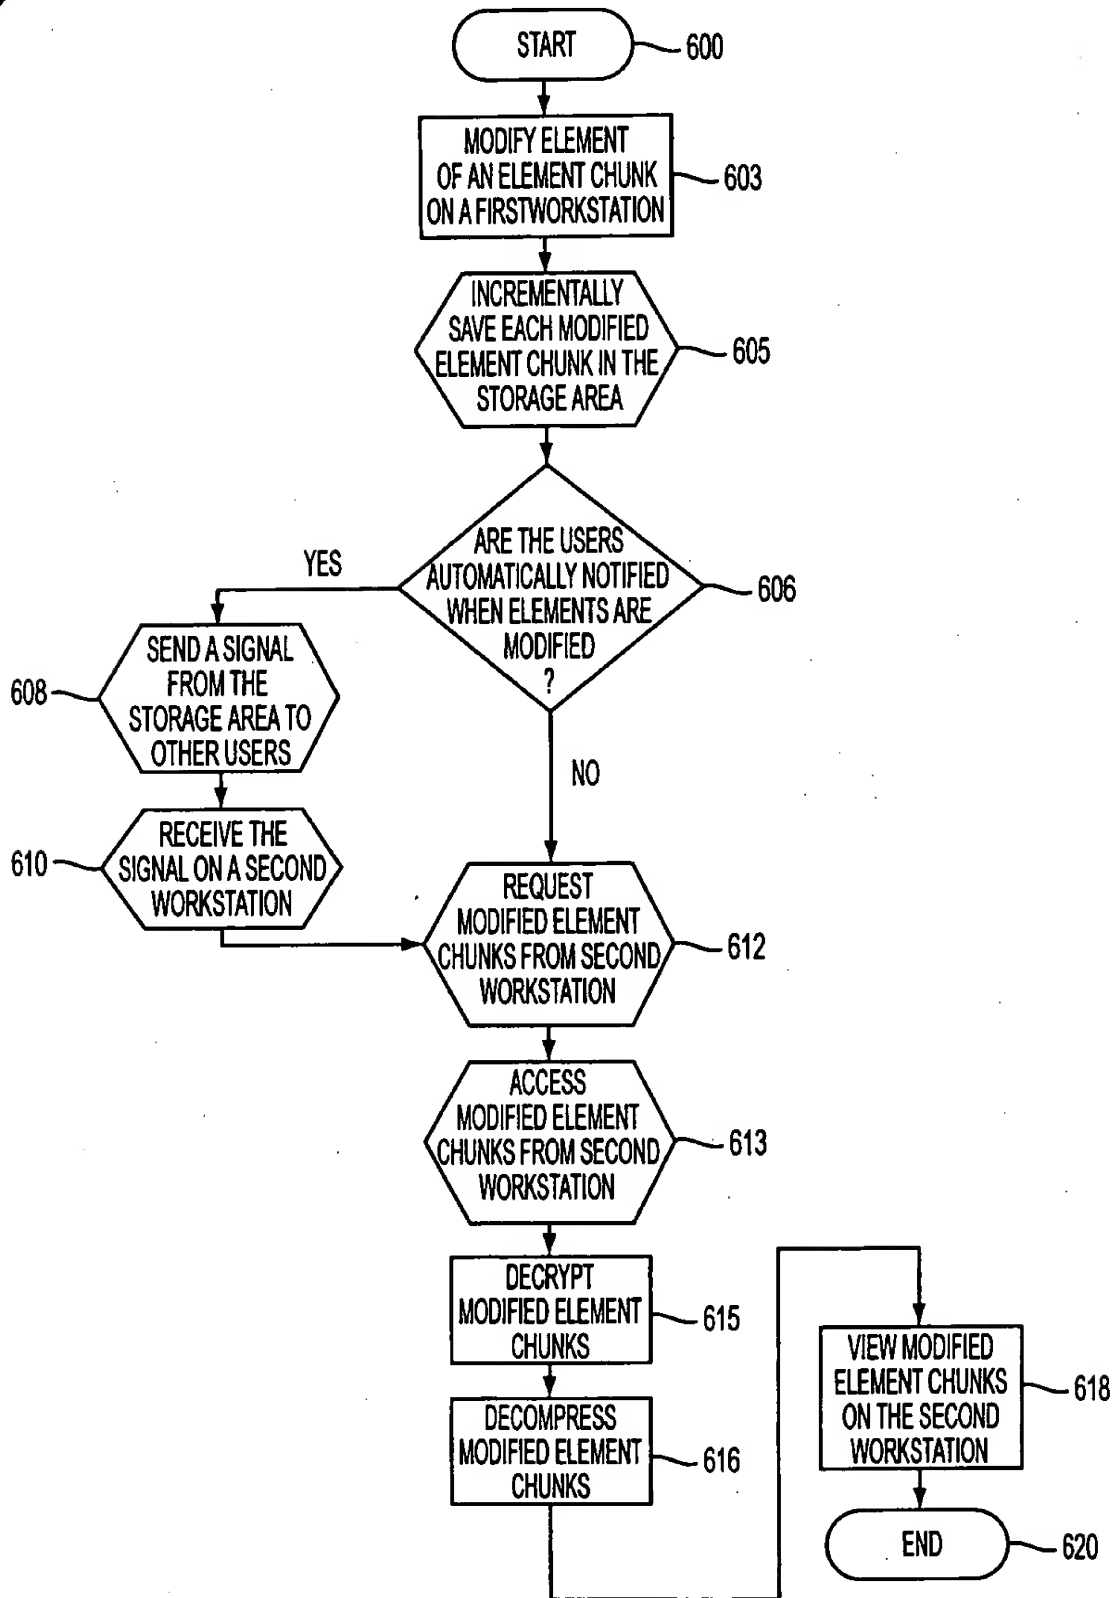 START
600
MODIFY ELEMENT
OF AN ELEMENT CHUNK
ON A FIRSTWORKSTATION
603
INCREMENTALLY
SAVE EACH MODIFIED
ELEMENT CHUNK IN THE
STORAGE AREA
605
ARE THE USERS
AUTOMATICALLY NOTIFIED
WHEN ELEMENTS ARE
MODIFIED
?
606
YES
NO
SEND A SIGNAL
FROM THE
STORAGE AREA TO
OTHER USERS
608
RECEIVE THE
SIGNAL ON A SECOND
WORKSTATION
610
REQUEST
MODIFIED ELEMENT
CHUNKS FROM SECOND
WORKSTATION
612
ACCESS
MODIFIED ELEMENT
CHUNKS FROM SECOND
WORKSTATION
613
DECRYPT
MODIFIED ELEMENT
CHUNKS
615
DECOMPRESS
MODIFIED ELEMENT
CHUNKS
616
VIEW MODIFIED
ELEMENT CHUNKS
ON THE SECOND
WORKSTATION
618
END
620